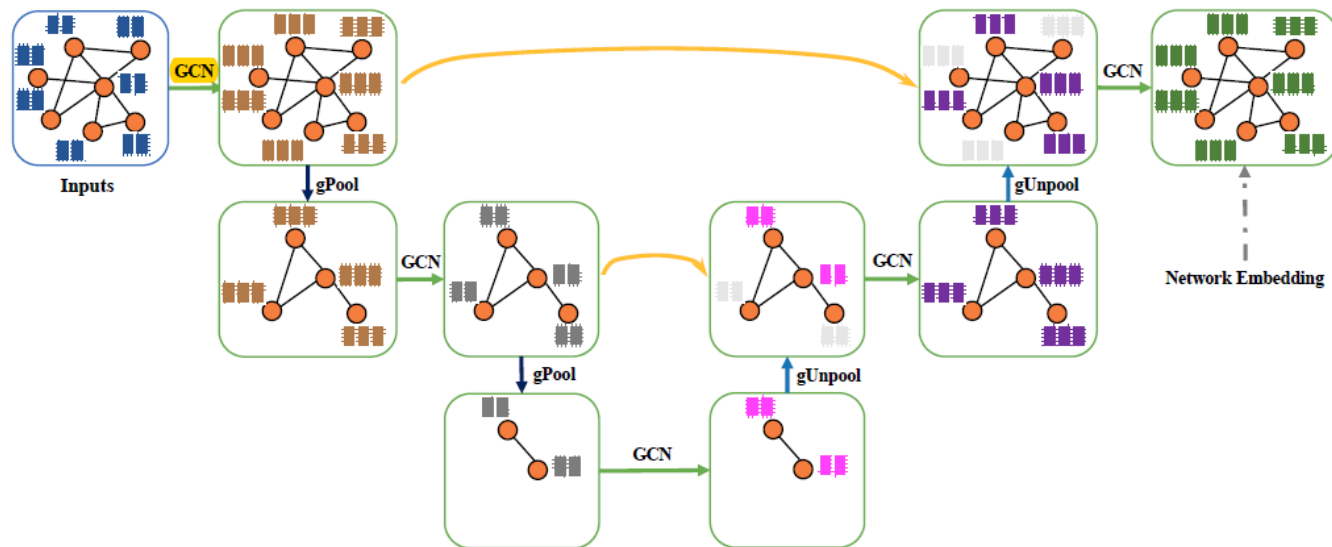 GCN
GCN
Inputs
gPool
gUnpool
GCN
GCN
Network Embedding
gPool
gUnpool
GCN